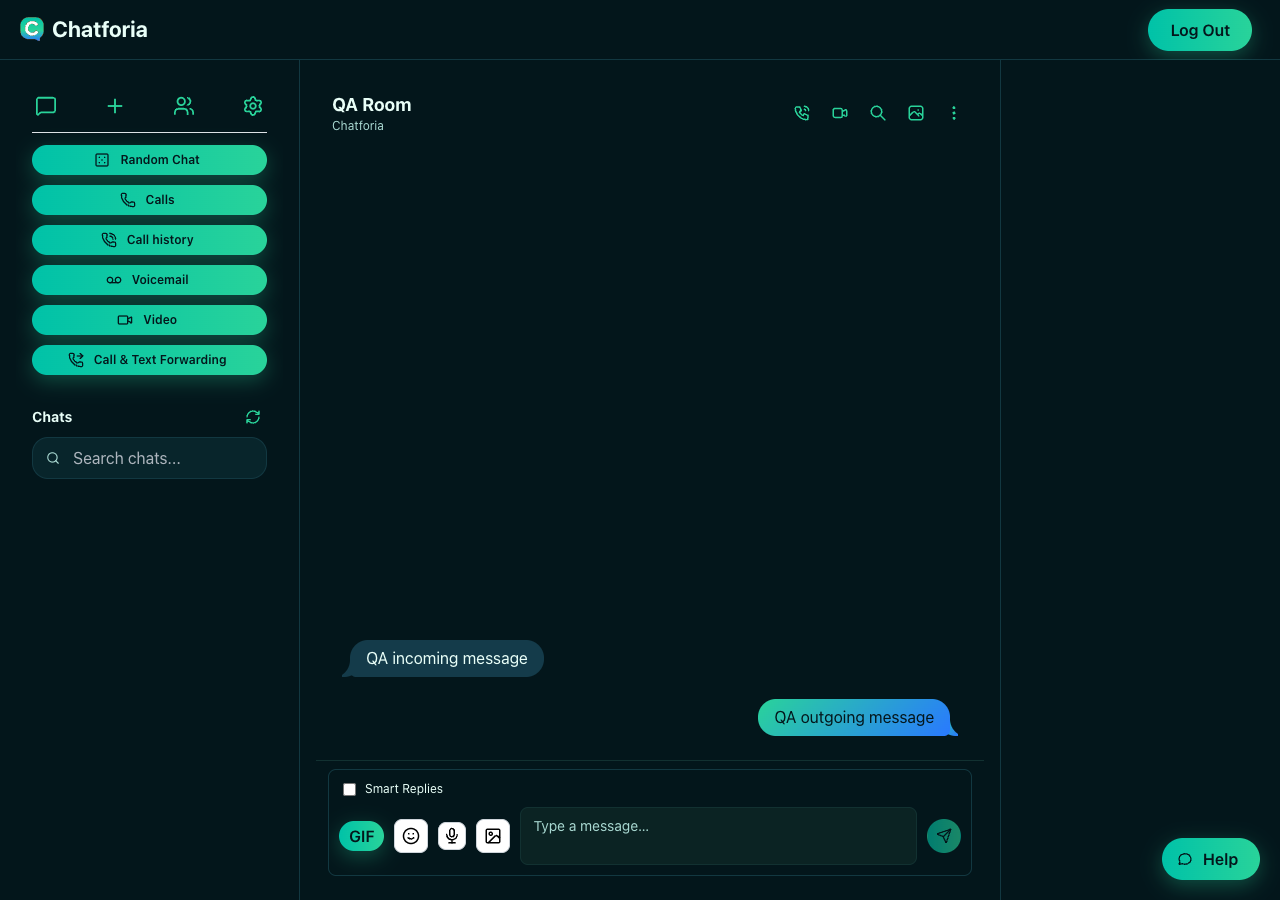 Chatforia
Log Out
Random Chat
Calls
Call history
Voicemail
Video
Call & Text Forwarding
Chats
Search chats...
QA Room
Chatforia
QA incoming message
QA outgoing message
Smart Replies
GIF
Type a message...
Help